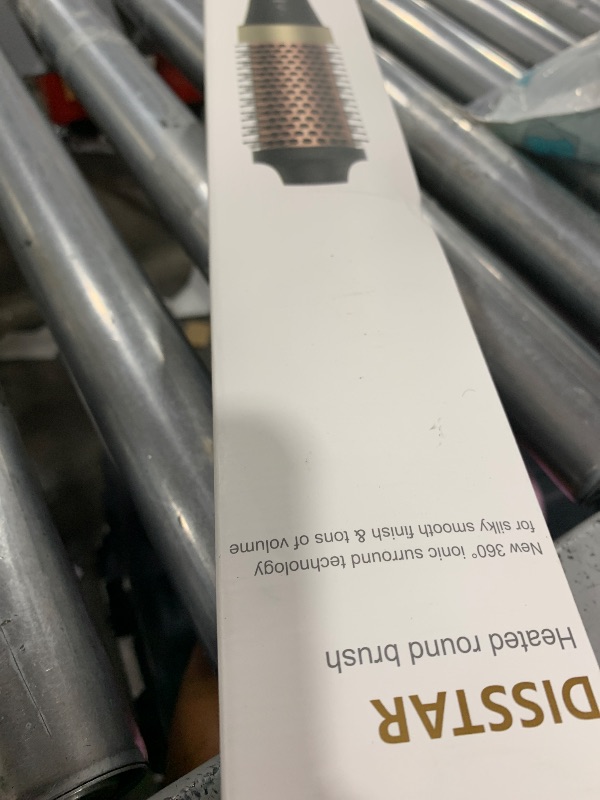 DISSTAR
Heated round brush
New 360° ionic surround technology
for silky smooth finish & tons of volume